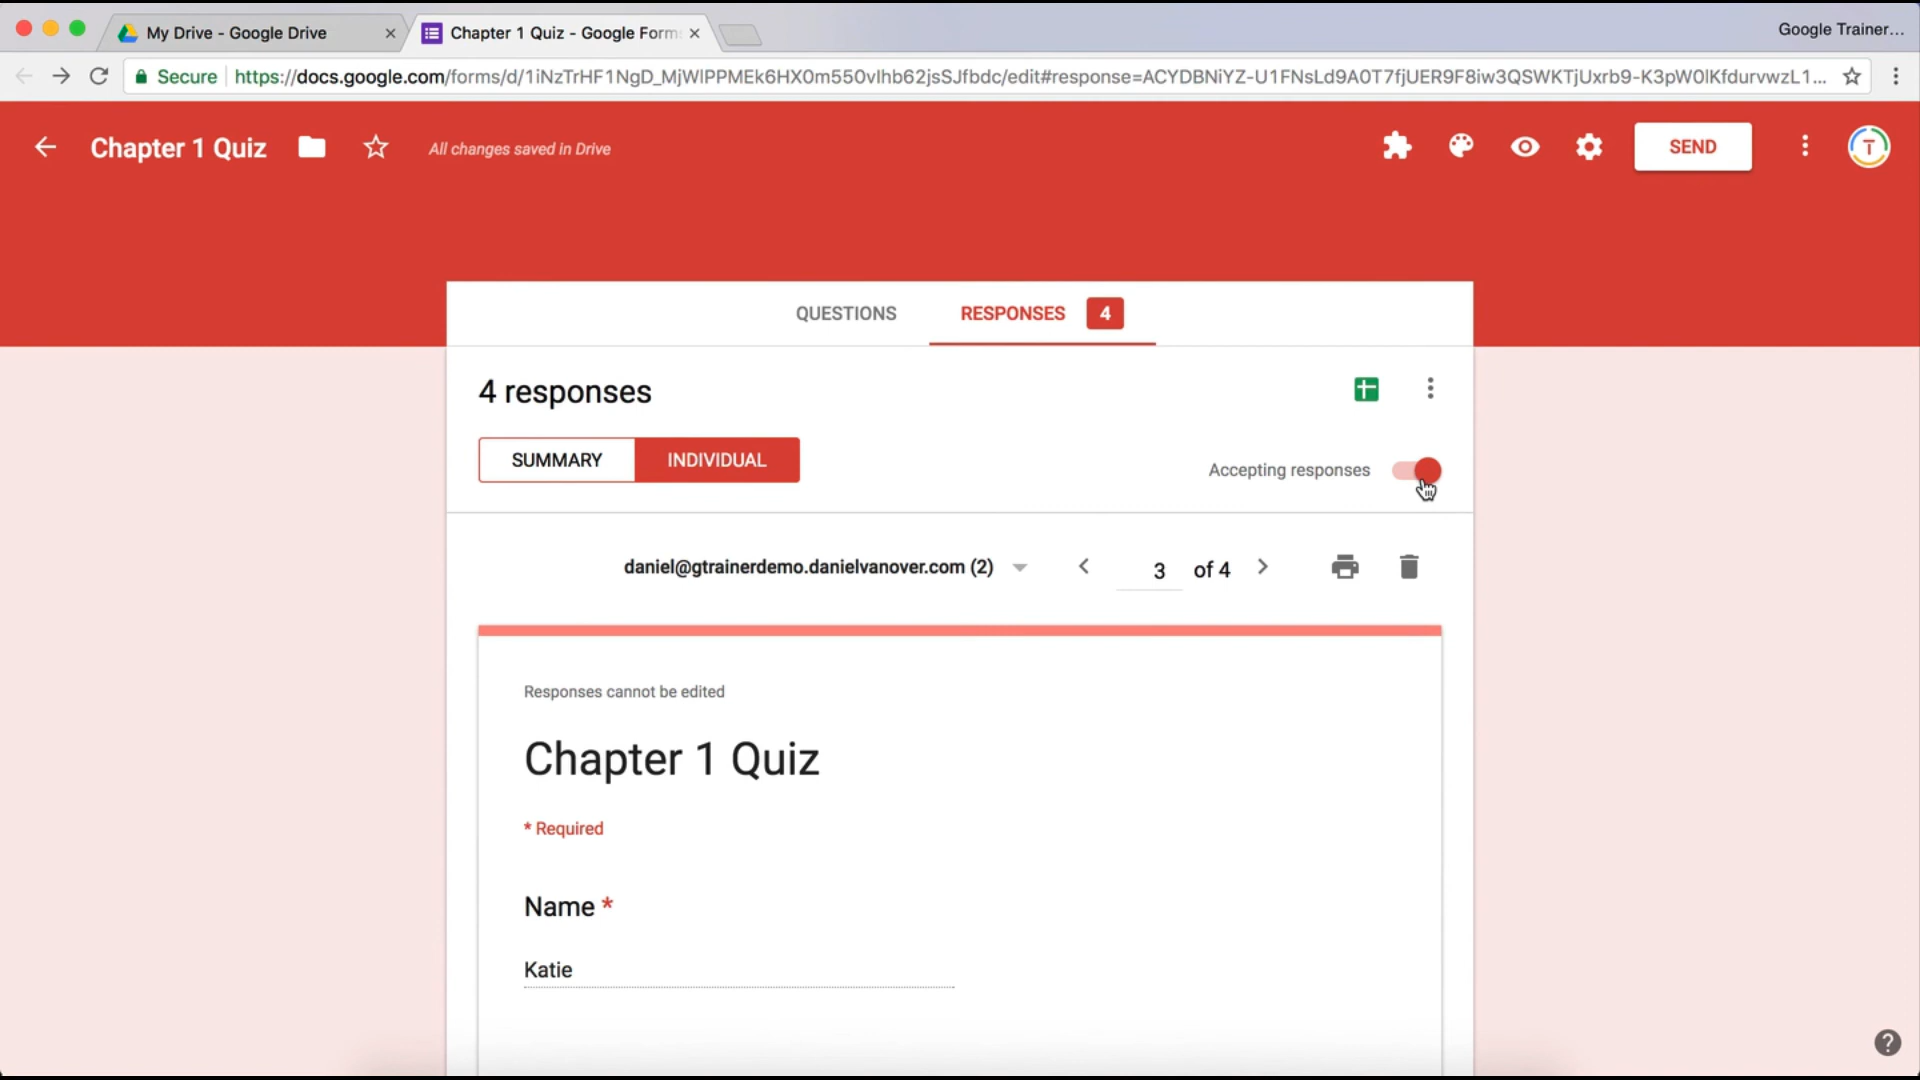 My Drive - Google Drive
Chapter 1 Quiz - Google Form
Google Trainer...
Secure
https://docs.google.com/forms/d/1iNzTrHF1NgD_MjWlPPMEk6HX0m550vlhb62jsSJfbdc/edit#response=ACYDBNiYZ-U1FNsLd9A0T7fjUER9F8iw3QSWKTjUxrb9-K3pW0lKfdurvwzL1...
Chapter 1 Quiz
All changes saved in Drive
SEND
T
QUESTIONS
RESPONSES 4
4 responses
SUMMARY
INDIVIDUAL
Accepting responses
daniel@gtrainerdemo.danielvanover.com (2)
3 of 4
Responses cannot be edited
Chapter 1 Quiz
* Required
Name *
Katie